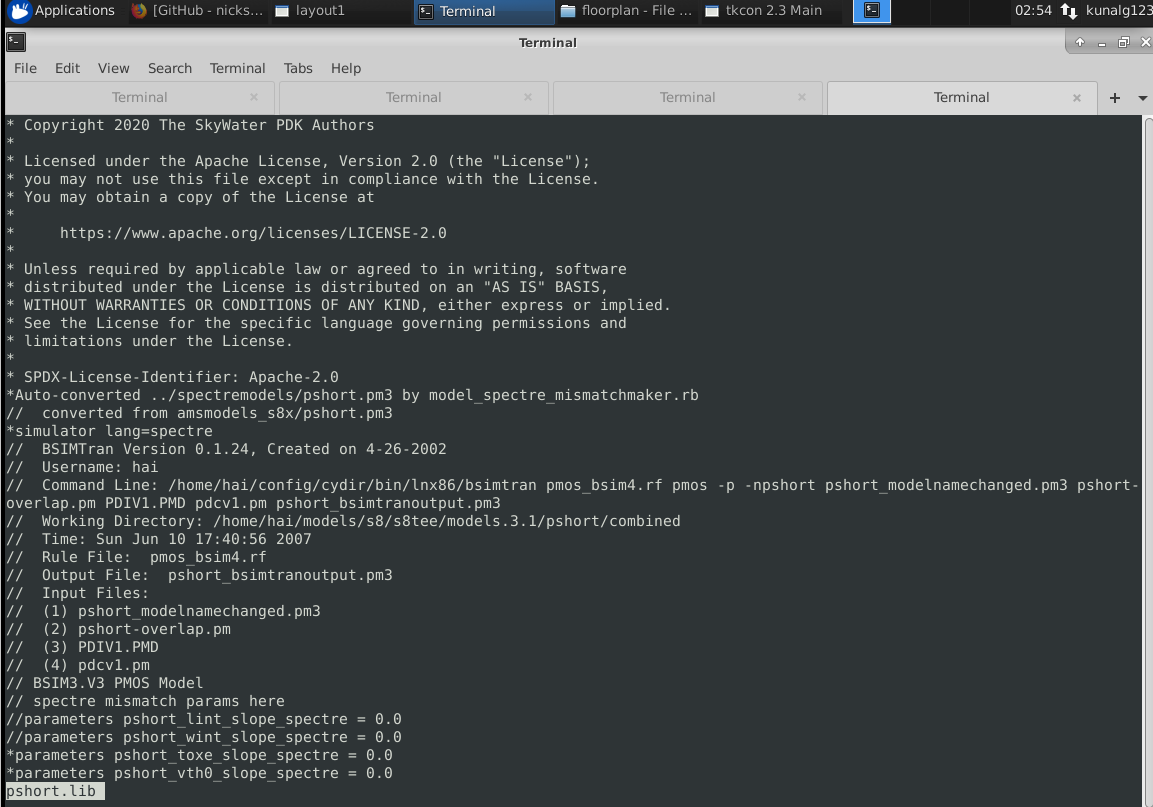 Applications [GitHub - nicks... layout1 Terminal floorplan - File ... tkcon 2.3 Main 02:54 kunalg123
Terminal
File Edit View Search Terminal Tabs Help
Terminal Terminal Terminal Terminal
* Copyright 2020 The SkyWater PDK Authors
*
* Licensed under the Apache License, Version 2.0 (the "License");
* you may not use this file except in compliance with the License.
* You may obtain a copy of the License at
*
*     https://www.apache.org/licenses/LICENSE-2.0
*
* Unless required by applicable law or agreed to in writing, software
* distributed under the License is distributed on an "AS IS" BASIS,
* WITHOUT WARRANTIES OR CONDITIONS OF ANY KIND, either express or implied.
* See the License for the specific language governing permissions and
* limitations under the License.
*
* SPDX-License-Identifier: Apache-2.0
*Auto-converted ../spectremodels/pshort.pm3 by model_spectre_mismatchmaker.rb
//  converted from amsmodels_s8x/pshort.pm3
*simulator lang=spectre
//  BSIMTran Version 0.1.24, Created on 4-26-2002
//  Username: hai
//  Command Line: /home/hai/config/cydir/bin/lnx86/bsimtran pmos_bsim4.rf pmos -p -npshort pshort_modelnamechanged.pm3 pshort-
overlap.pm PDIV1.PMD pdcv1.pm pshort_bsimtranoutput.pm3
//  Working Directory: /home/hai/models/s8/s8tee/models.3.1/pshort/combined
//  Time: Sun Jun 10 17:40:56 2007
//  Rule File:  pmos_bsim4.rf
//  Output File:  pshort_bsimtranoutput.pm3
//  Input Files:
//  (1) pshort_modelnamechanged.pm3
//  (2) pshort-overlap.pm
//  (3) PDIV1.PMD
//  (4) pdcv1.pm
// BSIM3.V3 PMOS Model
// spectre mismatch params here
//parameters pshort_lint_slope_spectre = 0.0
//parameters pshort_wint_slope_spectre = 0.0
*parameters pshort_toxe_slope_spectre = 0.0
*parameters pshort_vth0_slope_spectre = 0.0
pshort.lib